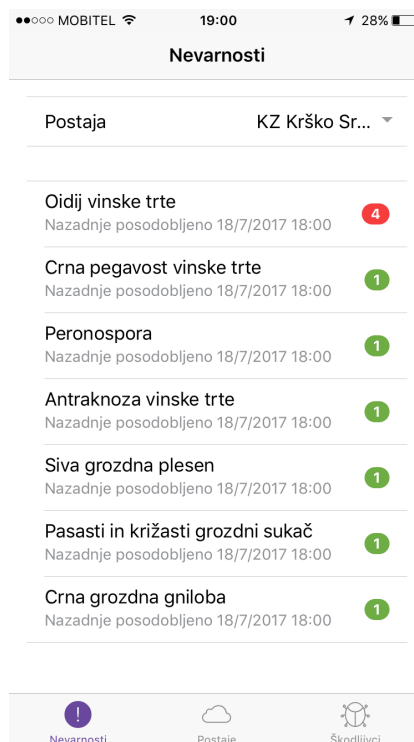 MOBITEL 19:00 28%
Nevarnosti
Postaja KZ Krško Sr...
Oidij vinske trte
Nazadnje posodobljeno 18/7/2017 18:00
4
Crna pegavost vinske trte
Nazadnje posodobljeno 18/7/2017 18:00
1
Peronospora
Nazadnje posodobljeno 18/7/2017 18:00
1
Antraknoza vinske trte
Nazadnje posodobljeno 18/7/2017 18:00
1
Siva grozdna plesen
Nazadnje posodobljeno 18/7/2017 18:00
1
Pasasti in križasti grozdni sukač
Nazadnje posodobljeno 18/7/2017 18:00
1
Crna grozdna gniloba
Nazadnje posodobljeno 18/7/2017 18:00
1
Nevarnosti Postaje Škodljivci